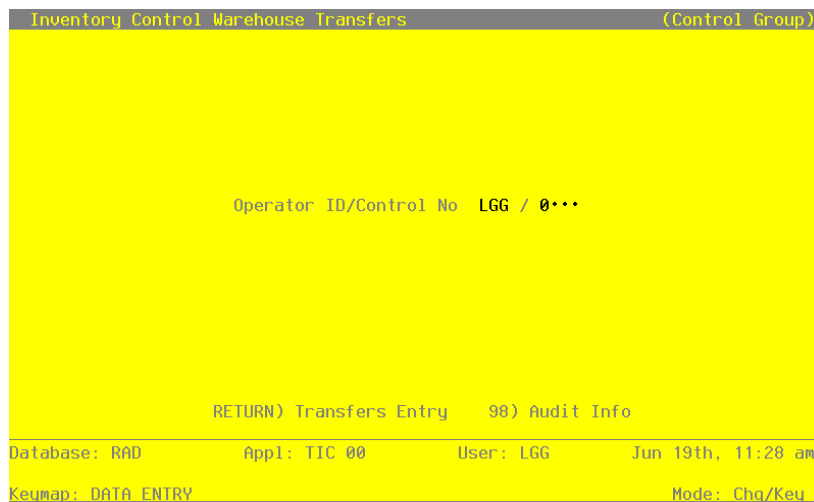 Inventory Control Warehouse Transfers (Control Group)
Operator ID/Control No LGG / 0•••
RETURN) Transfers Entry 98) Audit Info
Database: RAD Appl: TIC 00 User: LGG Jun 19th, 11:28 am
Keymap: DATA ENTRY Mode: Chg/Key